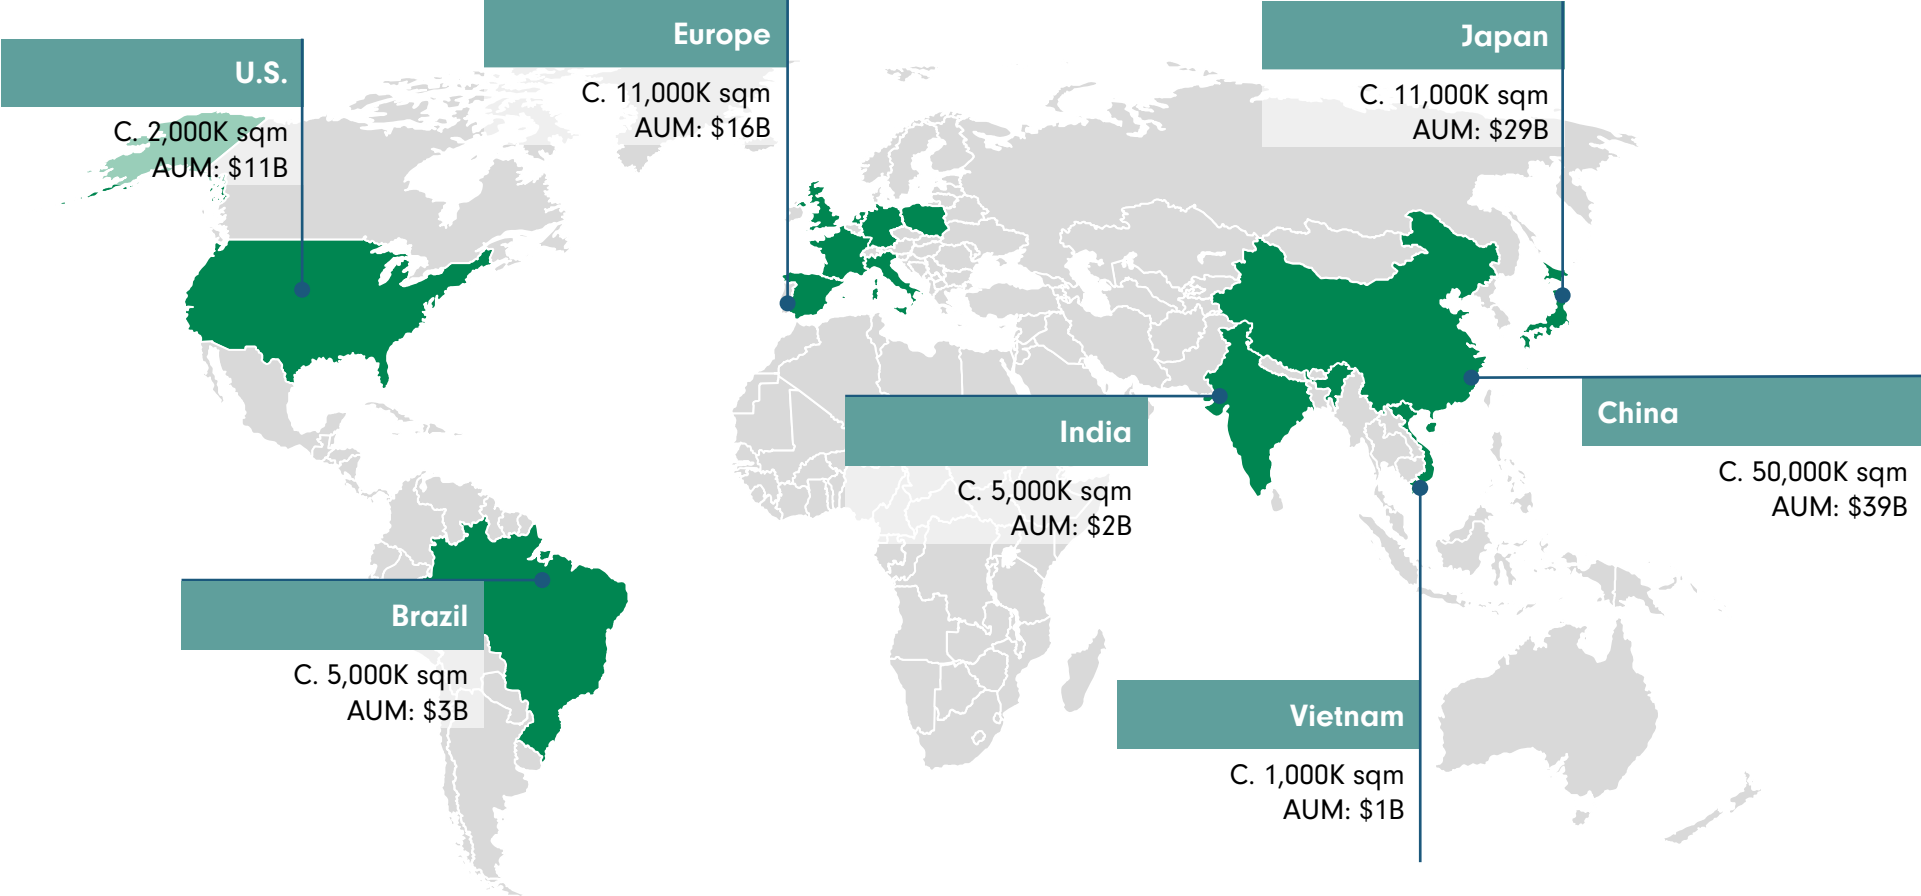 U.S.
C. 2,000K sqm
AUM: $11B
Europe
C. 11,000K sqm
AUM: $16B
Japan
C. 11,000K sqm
AUM: $29B
India
C. 5,000K sqm
AUM: $2B
China
C. 50,000K sqm
AUM: $39B
Brazil
C. 5,000K sqm
AUM: $3B
Vietnam
C. 1,000K sqm
AUM: $1B